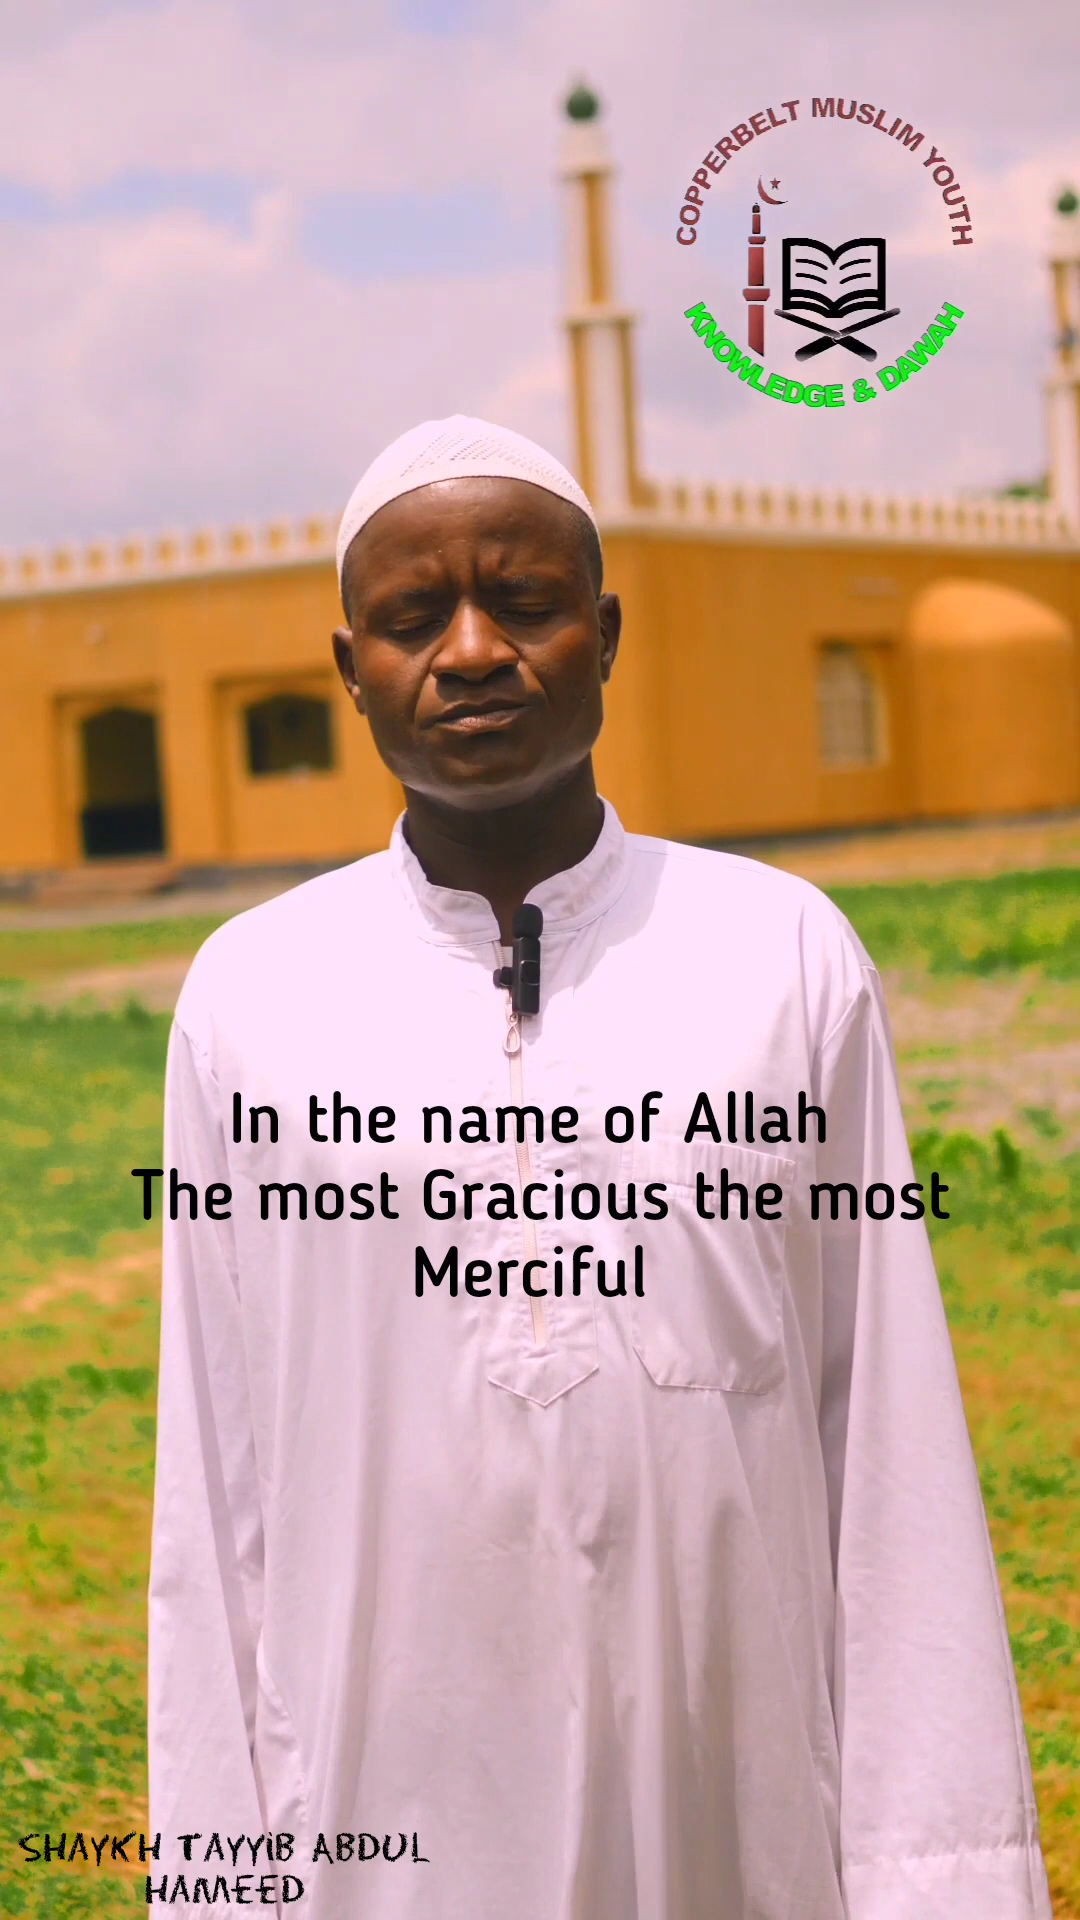 COPPERBELT MUSLIM YOUTH
KNOWLEDGE & DAWAH
In the name of Allah
The most Gracious the most
Merciful
SHAYKH TAYYIB ABDUL
HAMEED